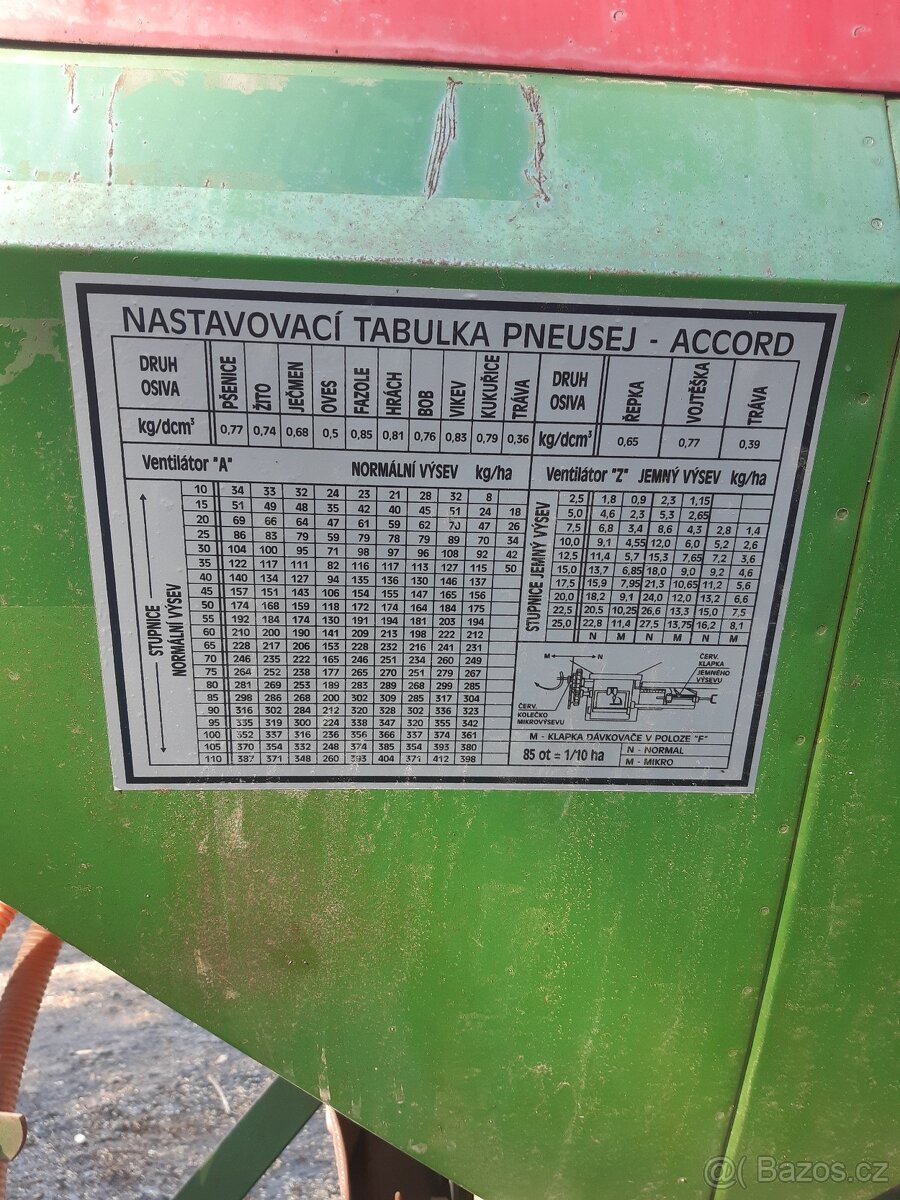 NASTAVOVACÍ TABULKA PNEUSEJ - ACCORD
DRUH OSIVA PŠENICE ŽITO JEČMEN OVES FAZOLE HRÁCH BOB VIKEV KUKUŘICE TRÁVA DRUH OSIVA ŘEPKA VOJTĚŠKA TRÁVA
kg/dcm³ 0,77 0,74 0,68 0,5 0,85 0,81 0,76 0,83 0,79 0,36 kg/dcm³ 0,65 0,77 0,39
Ventilátor "A" NORMÁLNÍ VÝSEV kg/ha
STUPNICE
NORMÁLNÍ VÝSEV
10 34 33 32 24 23 21 28 32 8
15 51 49 48 35 42 40 45 51 24 18
20 69 66 64 47 61 59 62 70 47 26
25 86 83 79 59 79 78 79 89 70 34
30 104 100 95 71 98 97 96 108 92 42
35 122 117 111 82 116 117 113 127 115 50
40 140 134 127 94 135 136 130 146 137
45 157 151 143 106 154 155 147 165 156
50 174 168 159 118 172 174 164 184 175
55 192 184 174 130 191 194 181 203 194
60 210 200 190 141 209 213 198 222 212
65 228 217 206 153 228 232 216 241 231
70 246 235 222 165 246 251 234 260 249
75 264 252 238 177 265 270 251 279 267
80 281 269 253 189 283 289 268 299 285
85 298 286 268 200 302 309 285 317 304
90 316 302 284 212 320 328 302 336 323
95 335 319 300 224 338 347 320 355 342
100 352 337 316 236 356 366 337 374 361
105 370 354 332 248 374 385 354 393 380
110 387 371 348 260 393 404 371 412 398
Ventilátor "Z" JEMNÝ VÝSEV kg/ha
STUPNICE JEMNÝ VÝSEV
2,5 1,8 0,9 2,3 1,15
5,0 4,6 2,3 5,3 2,65
7,5 6,8 3,4 8,6 4,3 2,8 1,4
10,0 9,1 4,55 12,0 6,0 5,2 2,6
12,5 11,4 5,7 15,3 7,65 7,2 3,6
15,0 13,7 6,85 18,0 9,0 9,2 4,6
17,5 15,9 7,95 21,3 10,65 11,2 5,6
20,0 18,2 9,1 24,0 12,0 13,2 6,6
22,5 20,5 10,25 26,6 13,3 15,0 7,5
25,0 22,8 11,4 27,5 13,75 16,2 8,1
N M N M N M
M N
ČERV. KLAPKA JEMNÉHO VÝSEVU
ČERV. KOLEČKO MIKROVÝSEVU
M - KLAPKA DÁVKOVAČE V POLOZE "F"
85 ot = 1/10 ha
N - NORMAL
M - MIKRO
@( Bazoš.cz